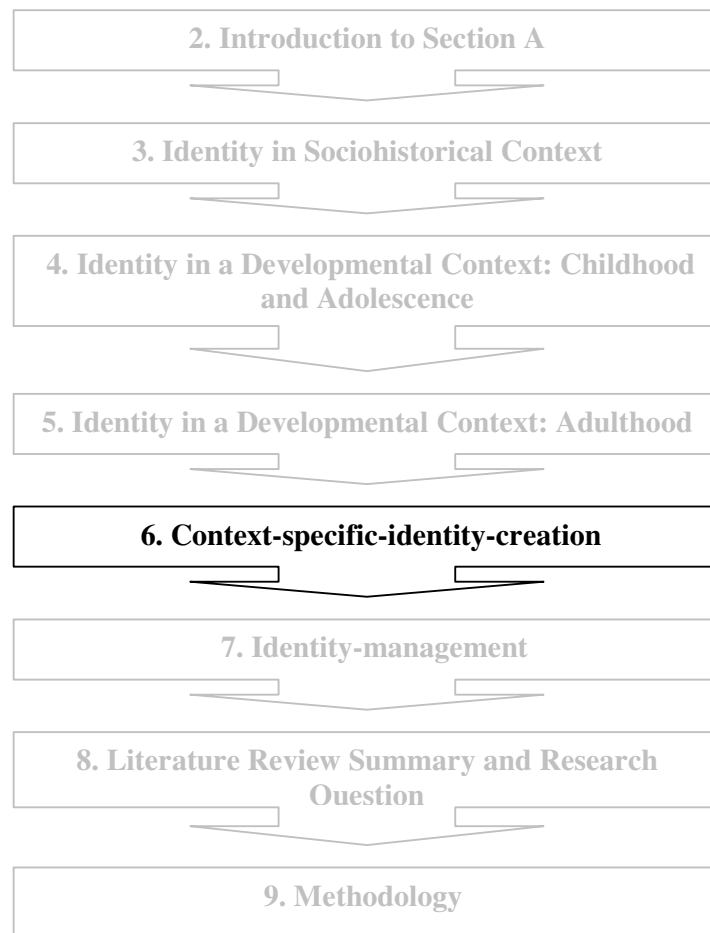 2. Introduction to Section A
3. Identity in Sociohistorical Context
4. Identity in a Developmental Context: Childhood
and Adolescence
5. Identity in a Developmental Context: Adulthood
6. Context-specific-identity-creation
7. Identity-management
8. Literature Review Summary and Research
Question
9. Methodology